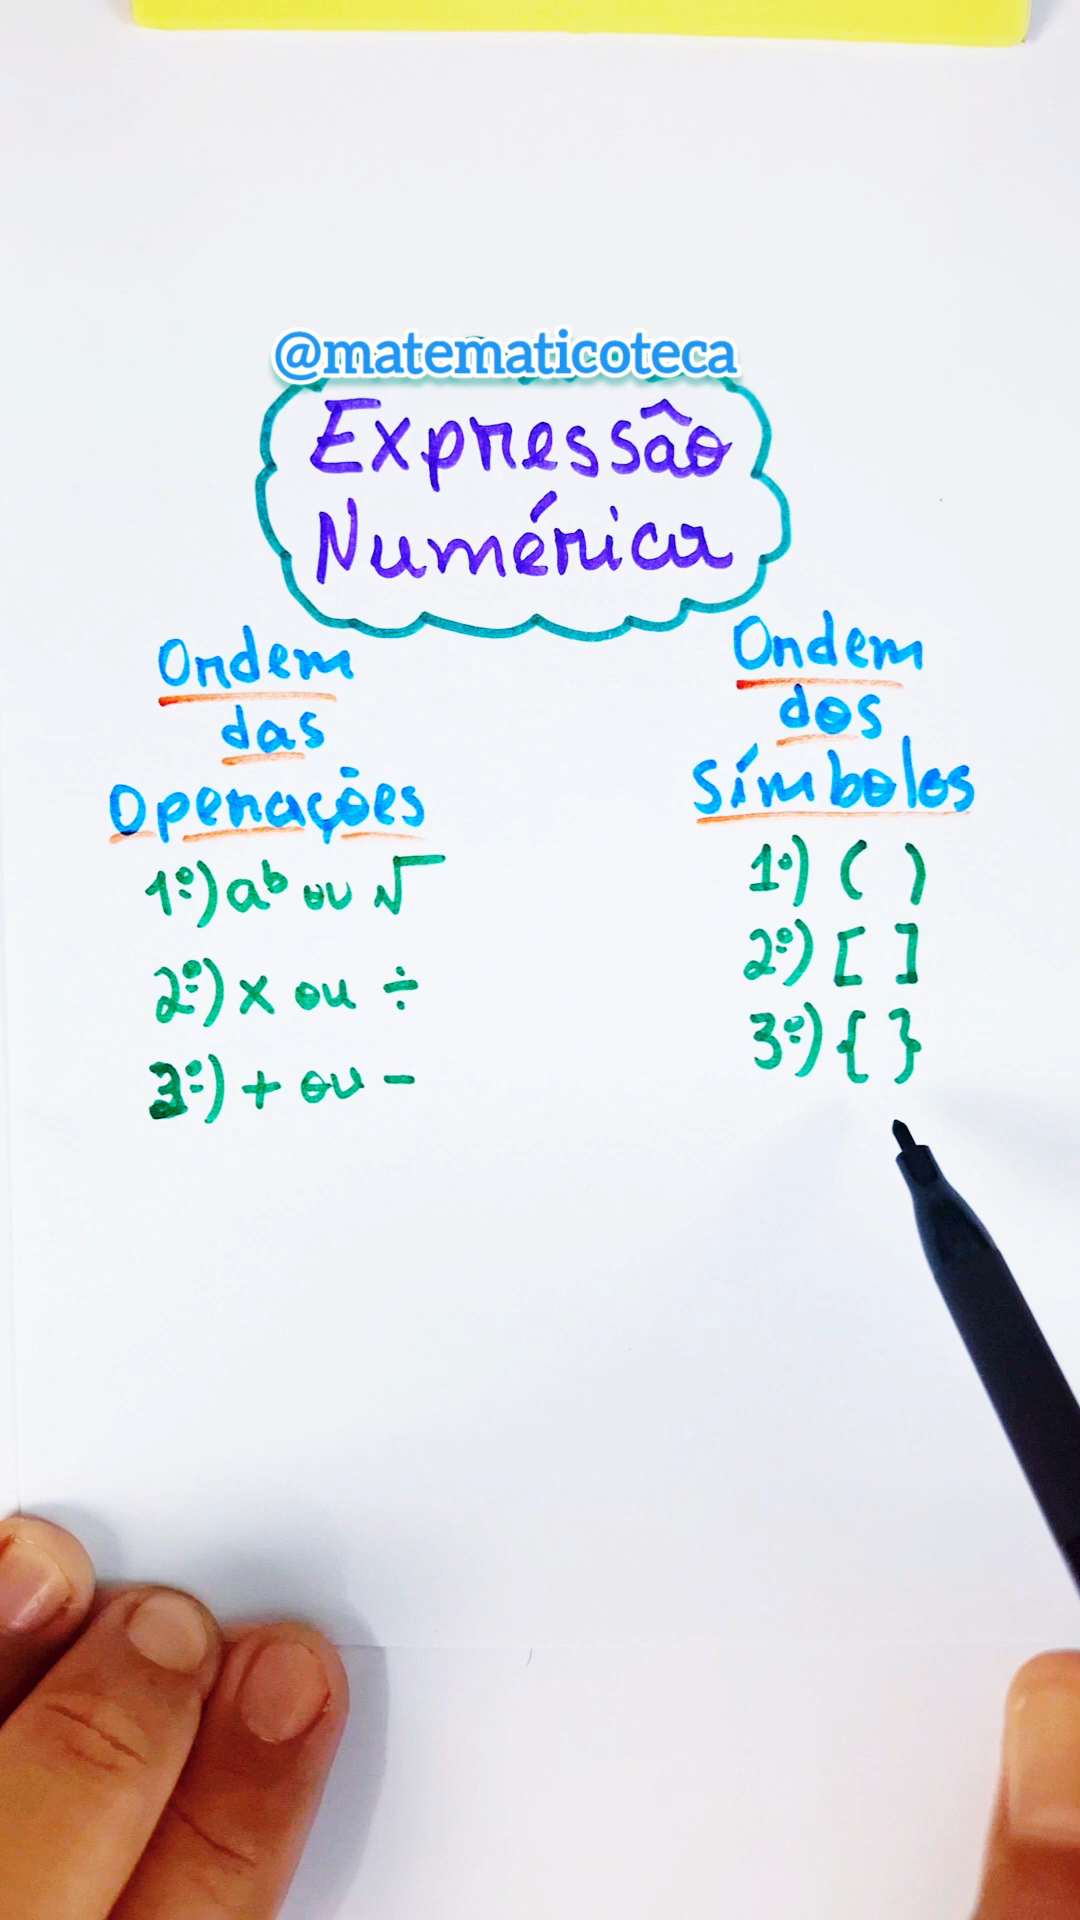 @matematicoteca
Expressão
Numérica
Ordem
das
Operações
1º) aᵇ ou √
2º) x ou ÷
3º) + ou -
Ordem
dos
símbolos
1º) ( )
2º) [ ]
3º) { }